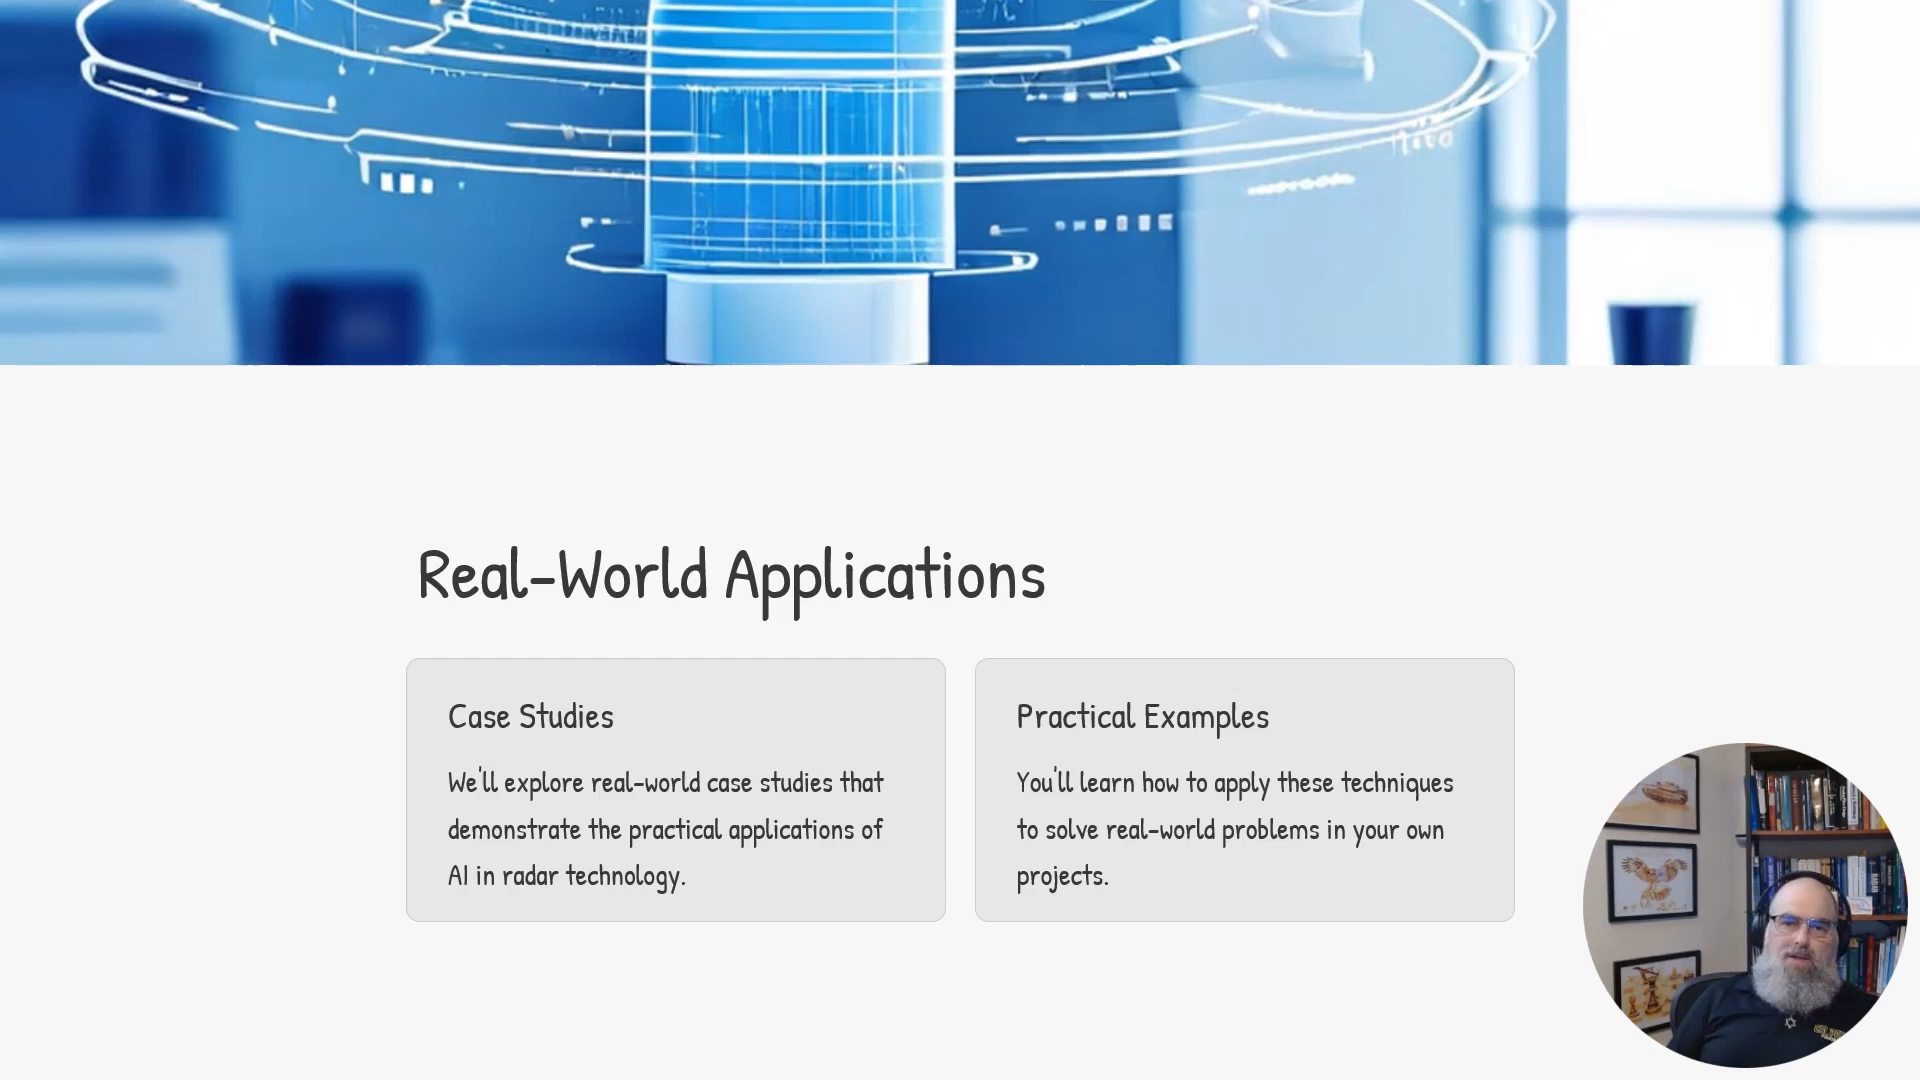 Real-World Applications
Case Studies
We'll explore real-world case studies that
demonstrate the practical applications of
AI in radar technology.
Practical Examples
You'll learn how to apply these techniques
to solve real-world problems in your own
projects.